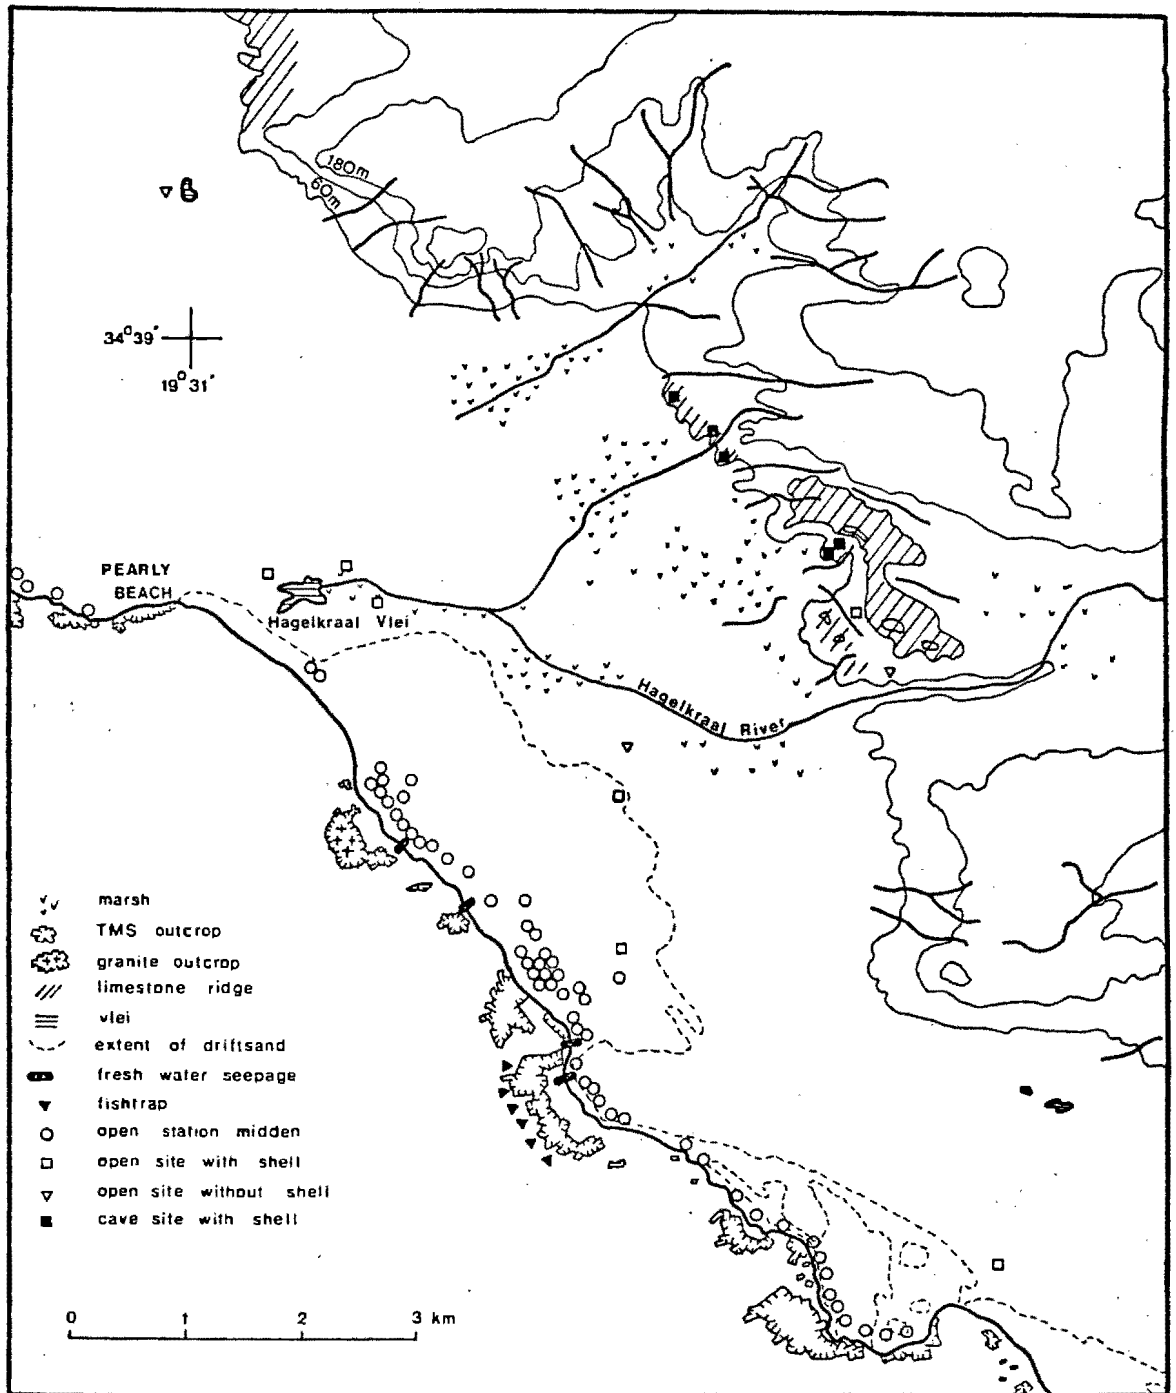 180m
60m
34°39'
19°31'
PEARLY
BEACH
Hagelkraal Vlei
Hagelkraal River
marsh
TMS outcrop
granite outcrop
limestone ridge
vlei
extent of driftsand
fresh water seepage
fishtrap
open station midden
open site with shell
open site without shell
cave site with shell
0 1 2 3 km